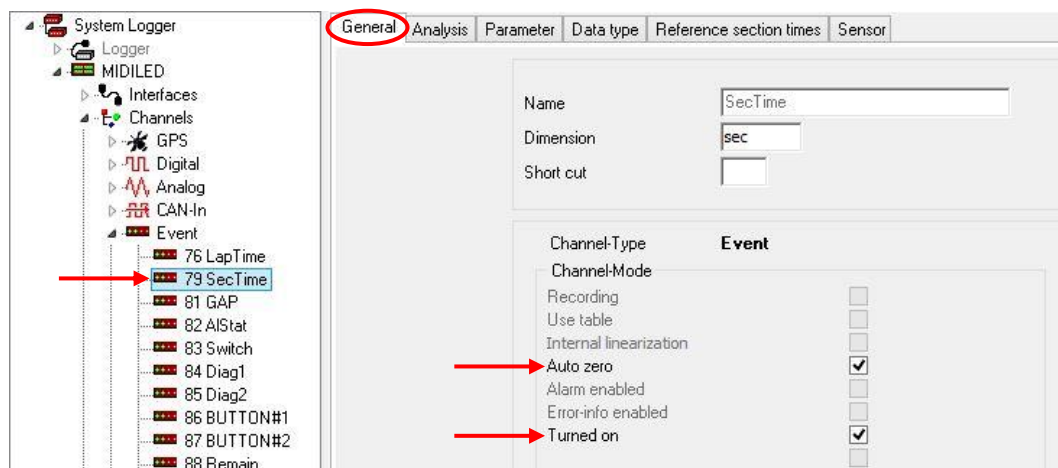 System Logger
Logger
MIDILED
Interfaces
Channels
GPS
Digital
Analog
CAN-In
Event
76 LapTime
79 SecTime
81 GAP
82 AlStat
83 Switch
84 Diag1
85 Diag2
86 BUTTON#1
87 BUTTON#2
88 Remain
General Analysis Parameter Data type Reference section times Sensor
Name SecTime
Dimension sec
Short cut
Channel-Type Event
Channel-Mode
Recording
Use table
Internal linearization
Auto zero
Alarm enabled
Error-info enabled
Turned on